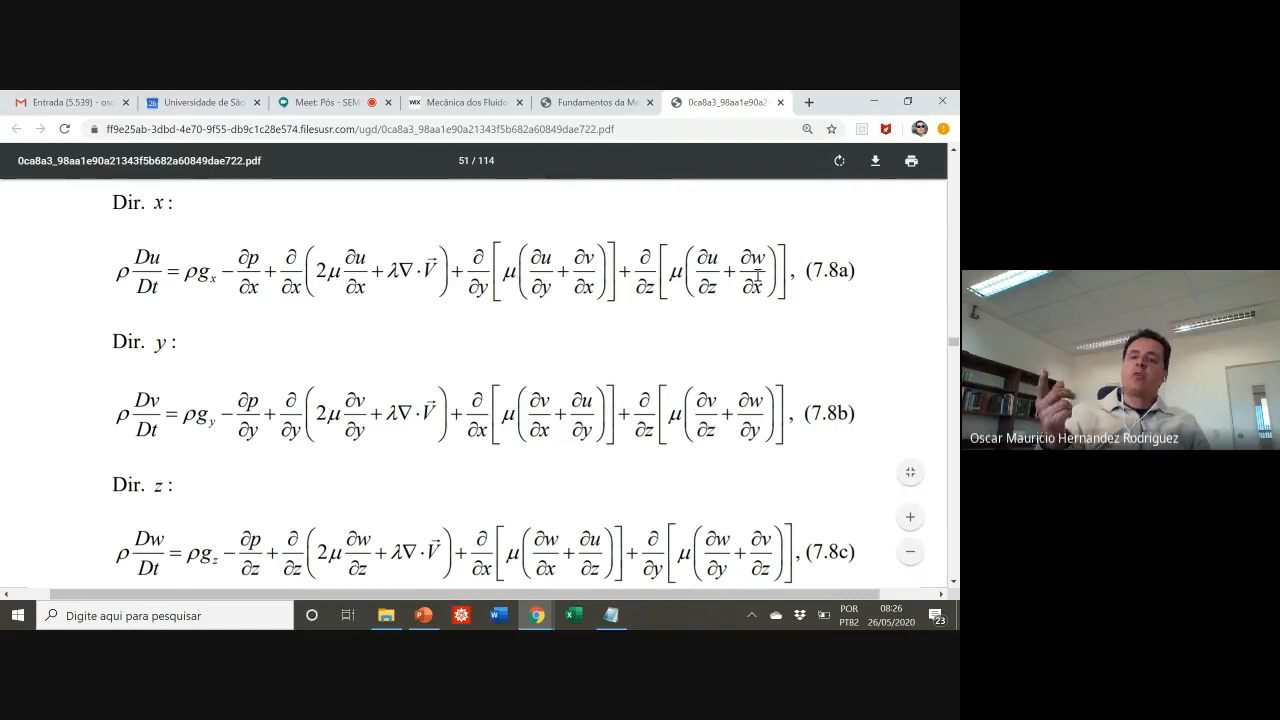 Entrada (5.539) - osc
Universidade de São
Meet: Pós - SEM
WIX Mecânica dos Fluido
Fundamentos da Me
0ca8a3_98aa1e90a2
ff9e25ab-3dbd-4e70-9f55-db9c1c28e574.filesusr.com/ugd/0ca8a3_98aa1e90a21343f5b682a60849dae722.pdf
0ca8a3_98aa1e90a21343f5b682a60849dae722.pdf 51 / 114
Dir. x :
ρ Du/Dt = ρg_x − ∂p/∂x + ∂/∂x (2μ ∂u/∂x + λ∇·V⃗) + ∂/∂y [μ (∂u/∂y + ∂v/∂x)] + ∂/∂z [μ (∂u/∂z + ∂w/∂x)], (7.8a)
Dir. y :
ρ Dv/Dt = ρg_y − ∂p/∂y + ∂/∂y (2μ ∂v/∂y + λ∇·V⃗) + ∂/∂x [μ (∂v/∂x + ∂u/∂y)] + ∂/∂z [μ (∂v/∂z + ∂w/∂y)], (7.8b)
Dir. z :
ρ Dw/Dt = ρg_z − ∂p/∂z + ∂/∂z (2μ ∂w/∂z + λ∇·V⃗) + ∂/∂x [μ (∂w/∂x + ∂u/∂z)] + ∂/∂y [μ (∂w/∂y + ∂v/∂z)], (7.8c)
Oscar Mauricio Hernandez Rodriguez
Digite aqui para pesquisar
POR
PTB2
08:26
26/05/2020
23